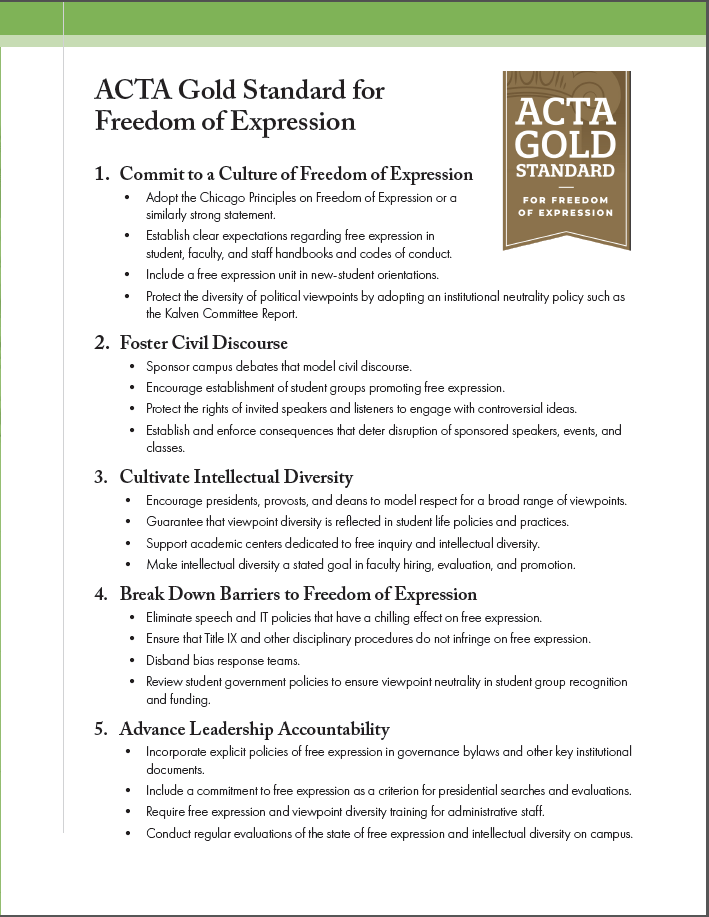 ACTA Gold Standard for
Freedom of Expression
ACTA
GOLD
STANDARD
FOR FREEDOM
OF EXPRESSION
1. Commit to a Culture of Freedom of Expression
• Adopt the Chicago Principles on Freedom of Expression or a
similarly strong statement.
• Establish clear expectations regarding free expression in
student, faculty, and staff handbooks and codes of conduct.
• Include a free expression unit in new-student orientations.
• Protect the diversity of political viewpoints by adopting an institutional neutrality policy such as
the Kalven Committee Report.
2. Foster Civil Discourse
• Sponsor campus debates that model civil discourse.
• Encourage establishment of student groups promoting free expression.
• Protect the rights of invited speakers and listeners to engage with controversial ideas.
• Establish and enforce consequences that deter disruption of sponsored speakers, events, and
classes.
3. Cultivate Intellectual Diversity
• Encourage presidents, provosts, and deans to model respect for a broad range of viewpoints.
• Guarantee that viewpoint diversity is reflected in student life policies and practices.
• Support academic centers dedicated to free inquiry and intellectual diversity.
• Make intellectual diversity a stated goal in faculty hiring, evaluation, and promotion.
4. Break Down Barriers to Freedom of Expression
• Eliminate speech and IT policies that have a chilling effect on free expression.
• Ensure that Title IX and other disciplinary procedures do not infringe on free expression.
• Disband bias response teams.
• Review student government policies to ensure viewpoint neutrality in student group recognition
and funding.
5. Advance Leadership Accountability
• Incorporate explicit policies of free expression in governance bylaws and other key institutional
documents.
• Include a commitment to free expression as a criterion for presidential searches and evaluations.
• Require free expression and viewpoint diversity training for administrative staff.
• Conduct regular evaluations of the state of free expression and intellectual diversity on campus.